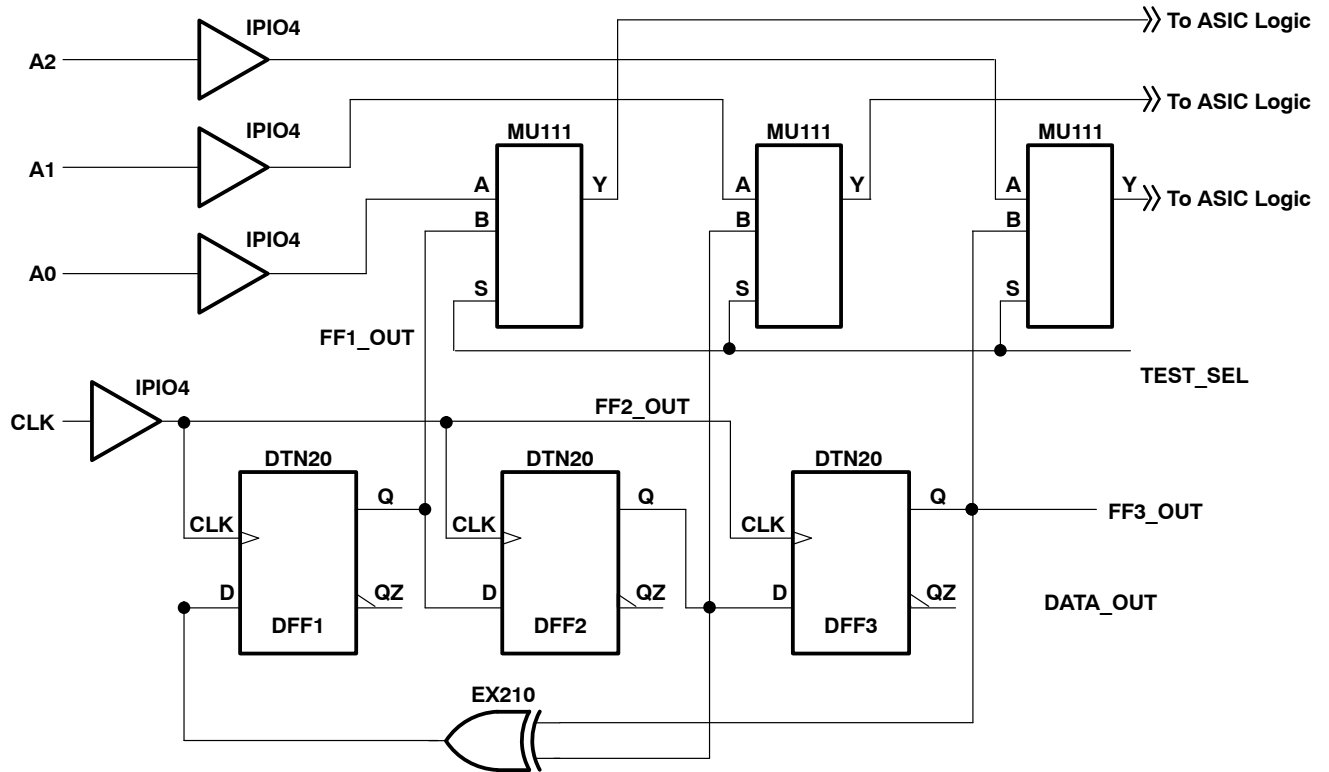 IPIO4
To ASIC Logic
A2
IPIO4
To ASIC Logic
MU111
MU111
MU111
A1
A
Y
A
Y
A
Y
To ASIC Logic
B
B
B
IPIO4
A0
S
S
S
FF1_OUT
TEST_SEL
IPIO4
CLK
FF2_OUT
DTN20
DTN20
DTN20
Q
Q
Q
FF3_OUT
CLK
CLK
CLK
D
QZ
D
QZ
D
QZ
DATA_OUT
DFF1
DFF2
DFF3
EX210